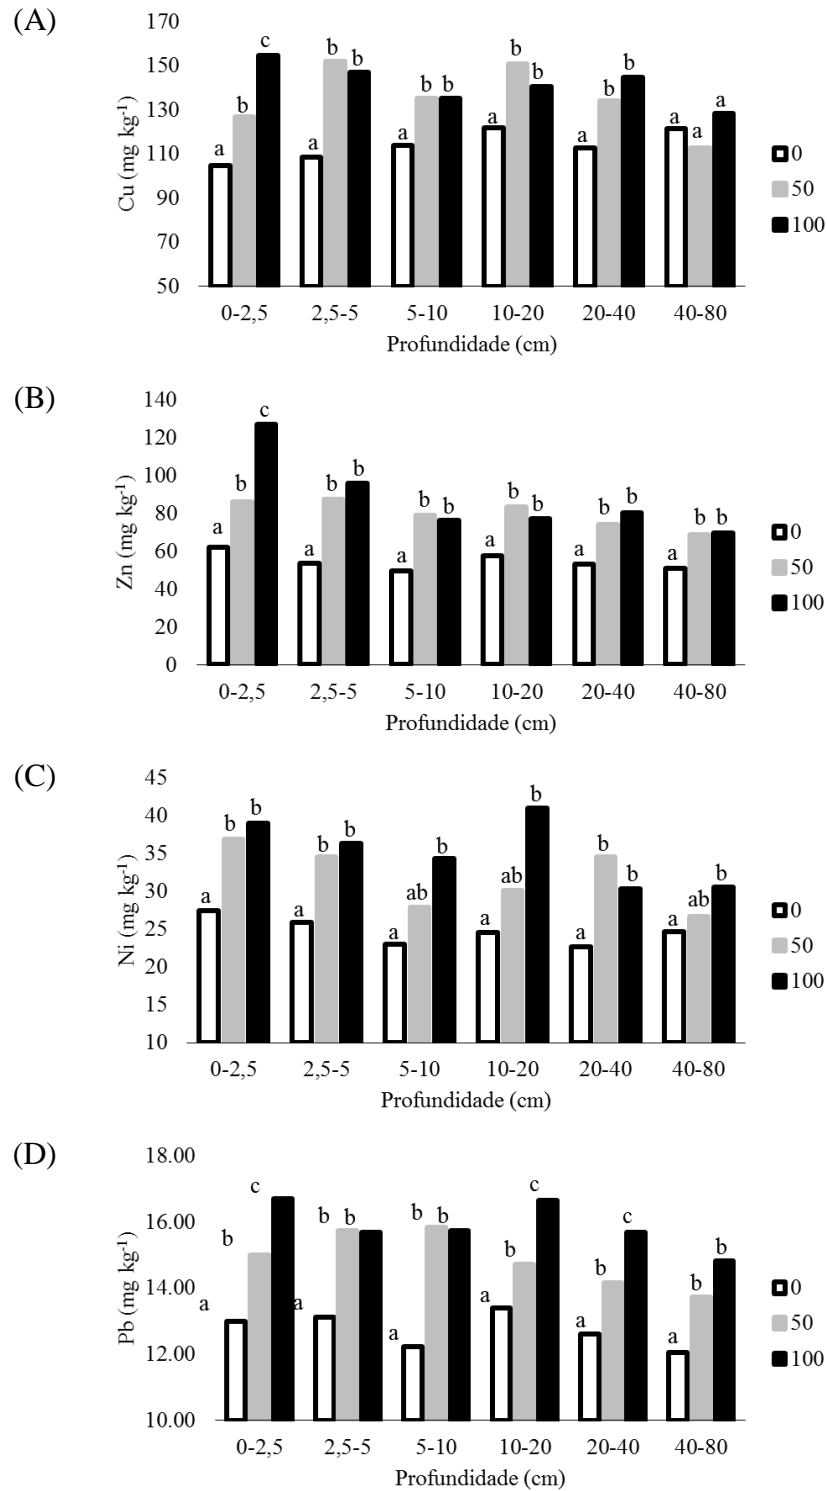 (A)
170
150
130
110
90
70
50
Cu (mg kg-1)
a b c
a b b
a b b
a b b
a b b
a a a
0-2,5 2,5-5 5-10 10-20 20-40 40-80
Profundidade (cm)
0
50
100
(B)
140
120
100
80
60
40
20
0
Zn (mg kg-1)
a b c
a b b
a b b
a b b
a b b
a b b
0-2,5 2,5-5 5-10 10-20 20-40 40-80
Profundidade (cm)
0
50
100
(C)
45
40
35
30
25
20
15
10
Ni (mg kg-1)
a b b
a b b
a ab b
a ab b
a b b
a ab b
0-2,5 2,5-5 5-10 10-20 20-40 40-80
Profundidade (cm)
0
50
100
(D)
18.00
16.00
14.00
12.00
10.00
Pb (mg kg-1)
a b c
a b b
a b b
a b c
a b c
a b b
0-2,5 2,5-5 5-10 10-20 20-40 40-80
Profundidade (cm)
0
50
100